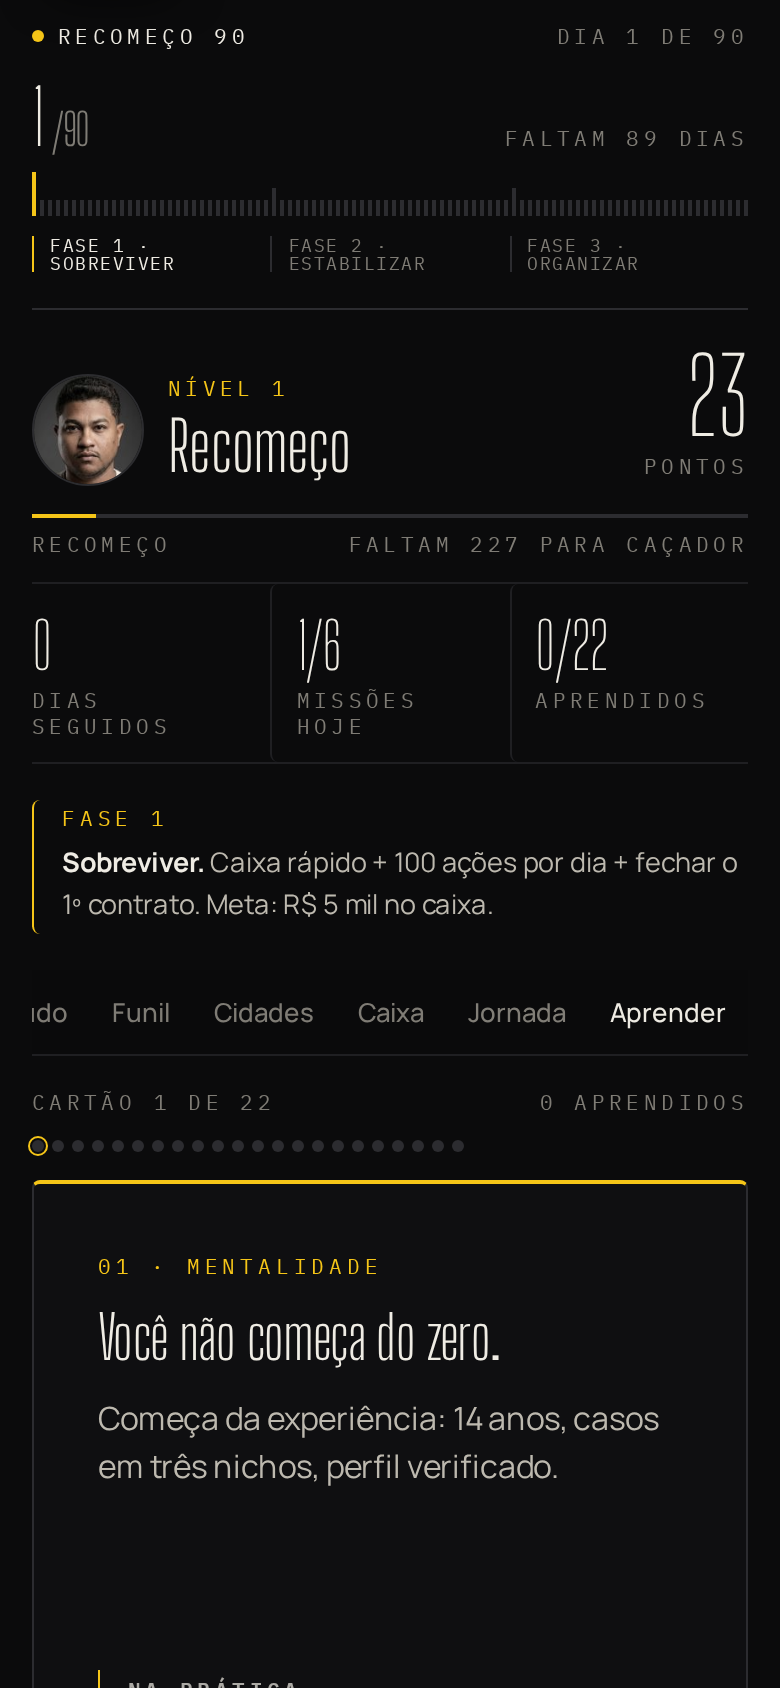 RECOMEÇO 90
DIA 1 DE 90
1/90
FALTAM 89 DIAS
FASE 1 ·
SOBREVIVER
FASE 2 ·
ESTABILIZAR
FASE 3 ·
ORGANIZAR
NÍVEL 1
Recomeço
23
PONTOS
RECOMEÇO
FALTAM 227 PARA CAÇADOR
0
DIAS
SEGUIDOS
1/6
MISSÕES
HOJE
0/22
APRENDIDOS
FASE 1
Sobreviver. Caixa rápido + 100 ações por dia + fechar o
1º contrato. Meta: R$ 5 mil no caixa.
Funil Cidades Caixa Jornada Aprender
CARTÃO 1 DE 22
0 APRENDIDOS
01 · MENTALIDADE
Você não começa do zero.
Começa da experiência: 14 anos, casos
em três nichos, perfil verificado.
NA PRÁTICA